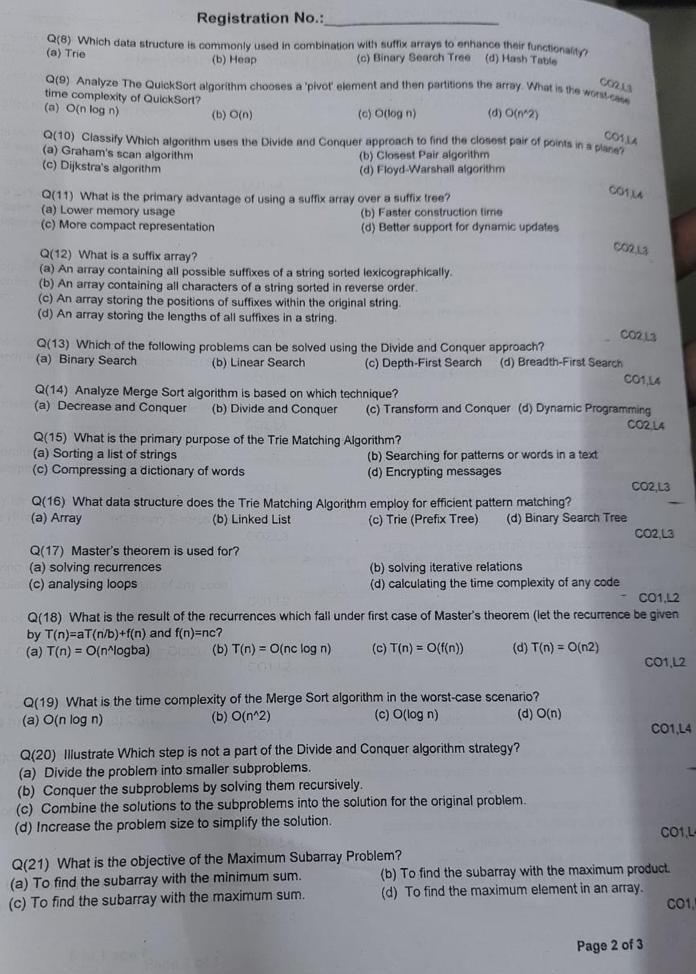 Registration No.:
Q(8) Which data structure is commonly used in combination with suffix arrays to enhance their functionality?
(a) Trie (b) Heap (c) Binary Search Tree (d) Hash Table
CO2,L3
Q(9) Analyze The QuickSort algorithm chooses a 'pivot' element and then partitions the array. What is the worst-case
time complexity of QuickSort?
(a) O(n log n) (b) O(n) (c) O(log n) (d) O(n^2)
CO1,L4
Q(10) Classify Which algorithm uses the Divide and Conquer approach to find the closest pair of points in a plane?
(a) Graham's scan algorithm (b) Closest Pair algorithm
(c) Dijkstra's algorithm (d) Floyd-Warshall algorithm
CO1,L4
Q(11) What is the primary advantage of using a suffix array over a suffix tree?
(a) Lower memory usage (b) Faster construction time
(c) More compact representation (d) Better support for dynamic updates
CO2,L3
Q(12) What is a suffix array?
(a) An array containing all possible suffixes of a string sorted lexicographically.
(b) An array containing all characters of a string sorted in reverse order.
(c) An array storing the positions of suffixes within the original string.
(d) An array storing the lengths of all suffixes in a string.
CO2,L3
Q(13) Which of the following problems can be solved using the Divide and Conquer approach?
(a) Binary Search (b) Linear Search (c) Depth-First Search (d) Breadth-First Search
CO1,L4
Q(14) Analyze Merge Sort algorithm is based on which technique?
(a) Decrease and Conquer (b) Divide and Conquer (c) Transform and Conquer (d) Dynamic Programming
CO2,L4
Q(15) What is the primary purpose of the Trie Matching Algorithm?
(a) Sorting a list of strings (b) Searching for patterns or words in a text
(c) Compressing a dictionary of words (d) Encrypting messages
CO2,L3
Q(16) What data structure does the Trie Matching Algorithm employ for efficient pattern matching?
(a) Array (b) Linked List (c) Trie (Prefix Tree) (d) Binary Search Tree
CO2,L3
Q(17) Master's theorem is used for?
(a) solving recurrences (b) solving iterative relations
(c) analysing loops (d) calculating the time complexity of any code
CO1,L2
Q(18) What is the result of the recurrences which fall under first case of Master's theorem (let the recurrence be given
by T(n)=aT(n/b)+f(n) and f(n)=nc?
(a) T(n) = O(n^logba) (b) T(n) = O(nc log n) (c) T(n) = O(f(n)) (d) T(n) = O(n2)
CO1,L2
Q(19) What is the time complexity of the Merge Sort algorithm in the worst-case scenario?
(a) O(n log n) (b) O(n^2) (c) O(log n) (d) O(n)
CO1,L4
Q(20) Illustrate Which step is not a part of the Divide and Conquer algorithm strategy?
(a) Divide the problem into smaller subproblems.
(b) Conquer the subproblems by solving them recursively.
(c) Combine the solutions to the subproblems into the solution for the original problem.
(d) Increase the problem size to simplify the solution.
CO1,L
Q(21) What is the objective of the Maximum Subarray Problem?
(a) To find the subarray with the minimum sum. (b) To find the subarray with the maximum product.
(c) To find the subarray with the maximum sum. (d) To find the maximum element in an array.
CO1,
Page 2 of 3